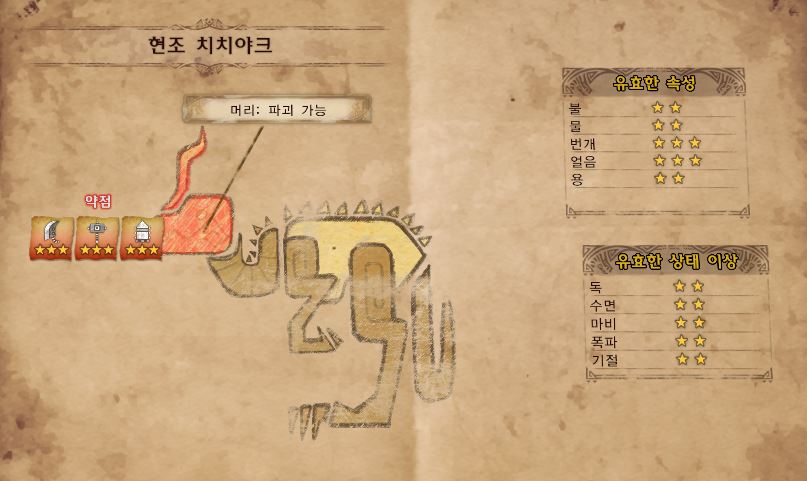 현조 치치야크
머리: 파괴 가능
약점
유효한 속성
불 ★★
물 ★★
번개 ★★★
얼음 ★★★
용 ★★
유효한 상태 이상
독 ★★
수면 ★★
마비 ★★
폭파 ★★
기절 ★★